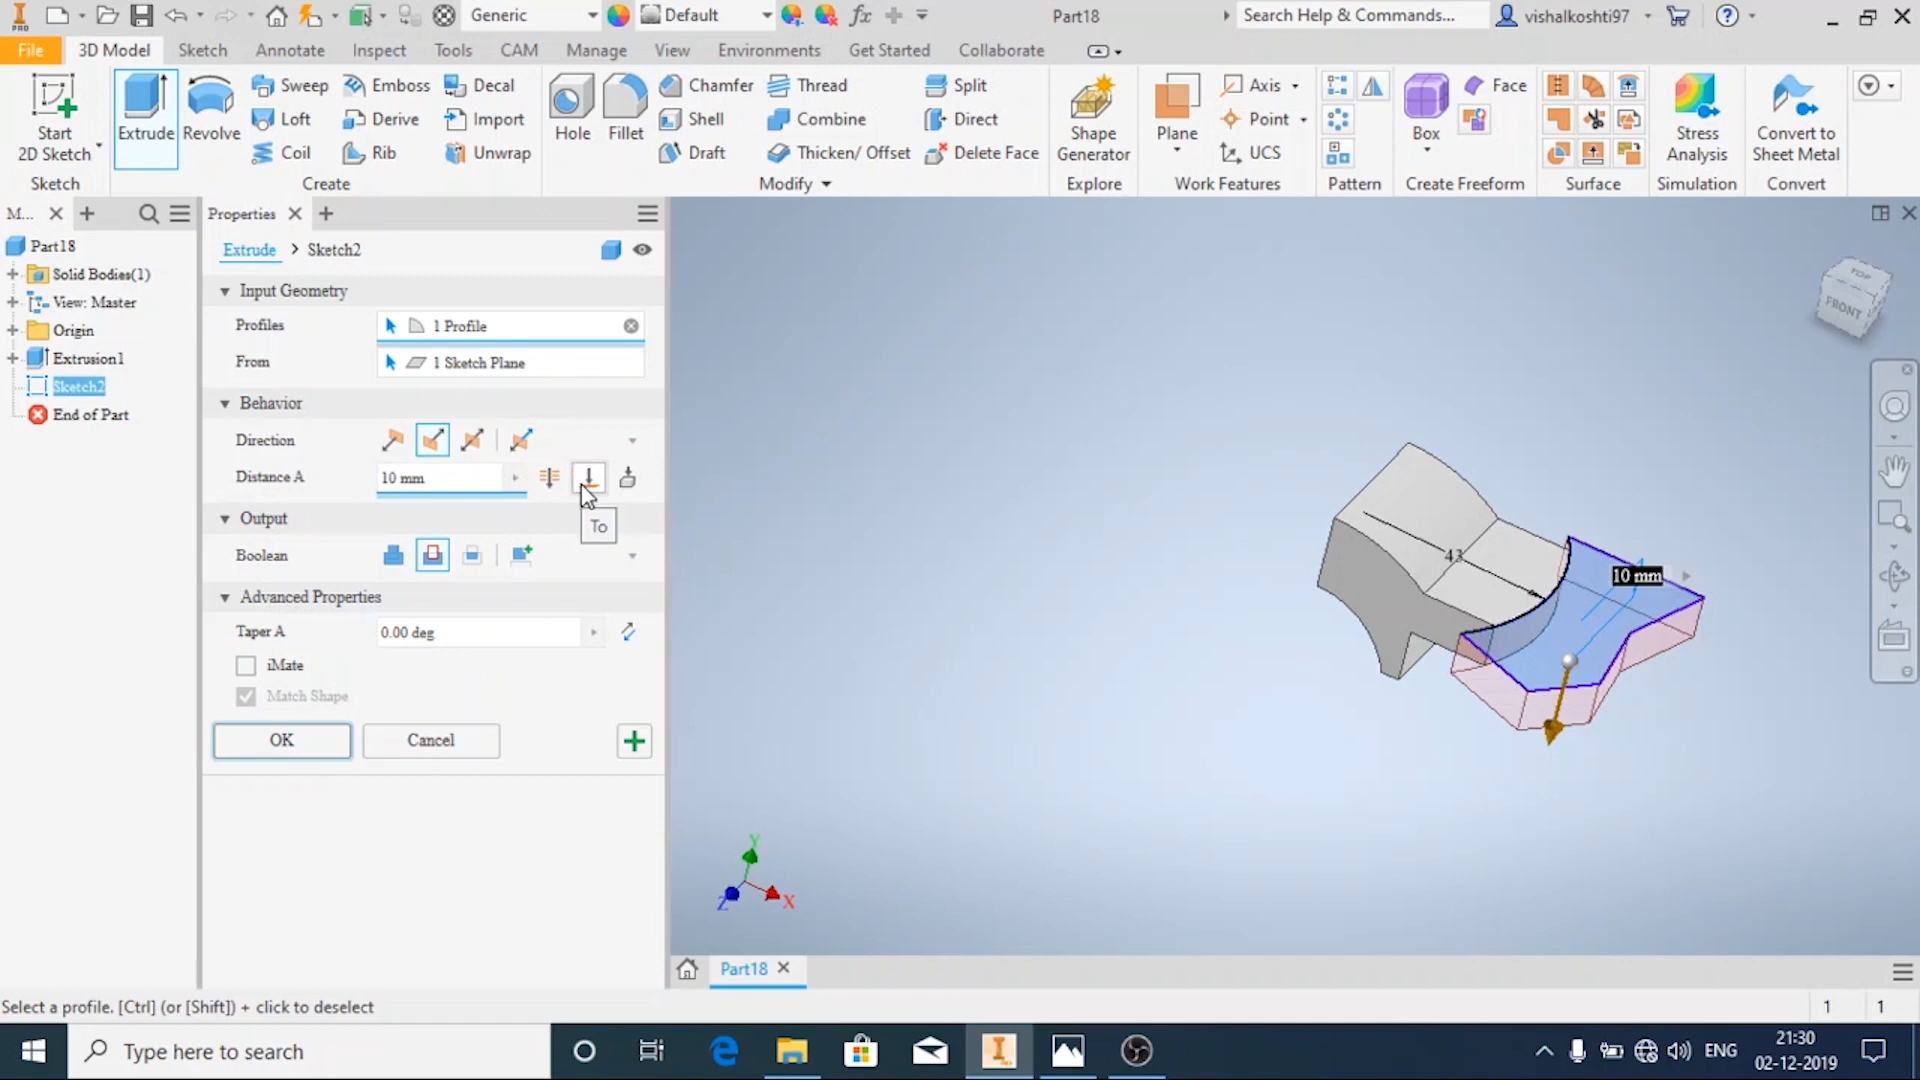 PRO
Generic
Default
fx
Part18
Search Help & Commands...
vishalkoshti97
File
3D Model
Sketch
Annotate
Inspect
Tools
CAM
Manage
View
Environments
Get Started
Collaborate
Start
2D Sketch
Extrude
Revolve
Sweep
Loft
Coil
Emboss
Derive
Rib
Decal
Import
Unwrap
Hole
Fillet
Chamfer
Shell
Draft
Thread
Combine
Thicken/ Offset
Split
Direct
Delete Face
Shape
Generator
Plane
Axis
Point
UCS
Box
Face
Stress
Analysis
Convert to
Sheet Metal
Sketch
Create
Modify
Explore
Work Features
Pattern
Create Freeform
Surface
Simulation
Convert
M...
Part18
Solid Bodies(1)
View: Master
Origin
Extrusion1
Sketch2
End of Part
Properties
Extrude > Sketch2
Input Geometry
Profiles
1 Profile
From
1 Sketch Plane
Behavior
Direction
Distance A
10 mm
To
Output
Boolean
Advanced Properties
Taper A
0.00 deg
iMate
Match Shape
OK
Cancel
TOP
FRONT
43
10 mm
Y
Z
X
Part18
Select a profile. [Ctrl] (or [Shift]) + click to deselect
1
1
Type here to search
ENG
21:30
02-12-2019